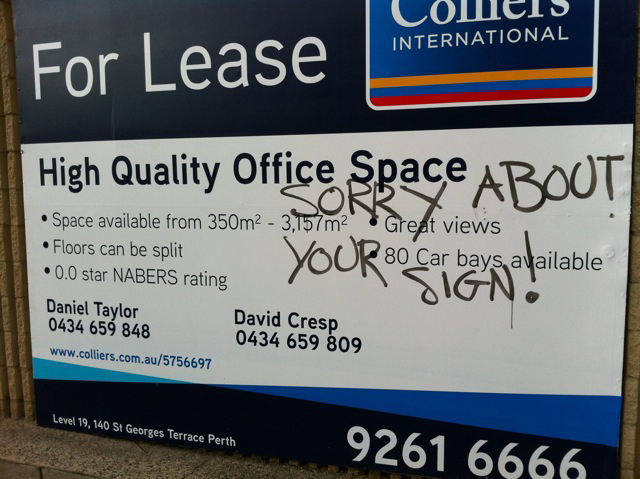 Colliers
INTERNATIONAL
For Lease
High Quality Office Space
• Space available from 350m² - 3,157m²
• Floors can be split
• 0.0 star NABERS rating
• Great views
• 80 Car bays available
SORRY ABOUT
YOUR SIGN!
Daniel Taylor
0434 659 848
David Cresp
0434 659 809
www.colliers.com.au/5756697
Level 19, 140 St Georges Terrace Perth
9261 6666